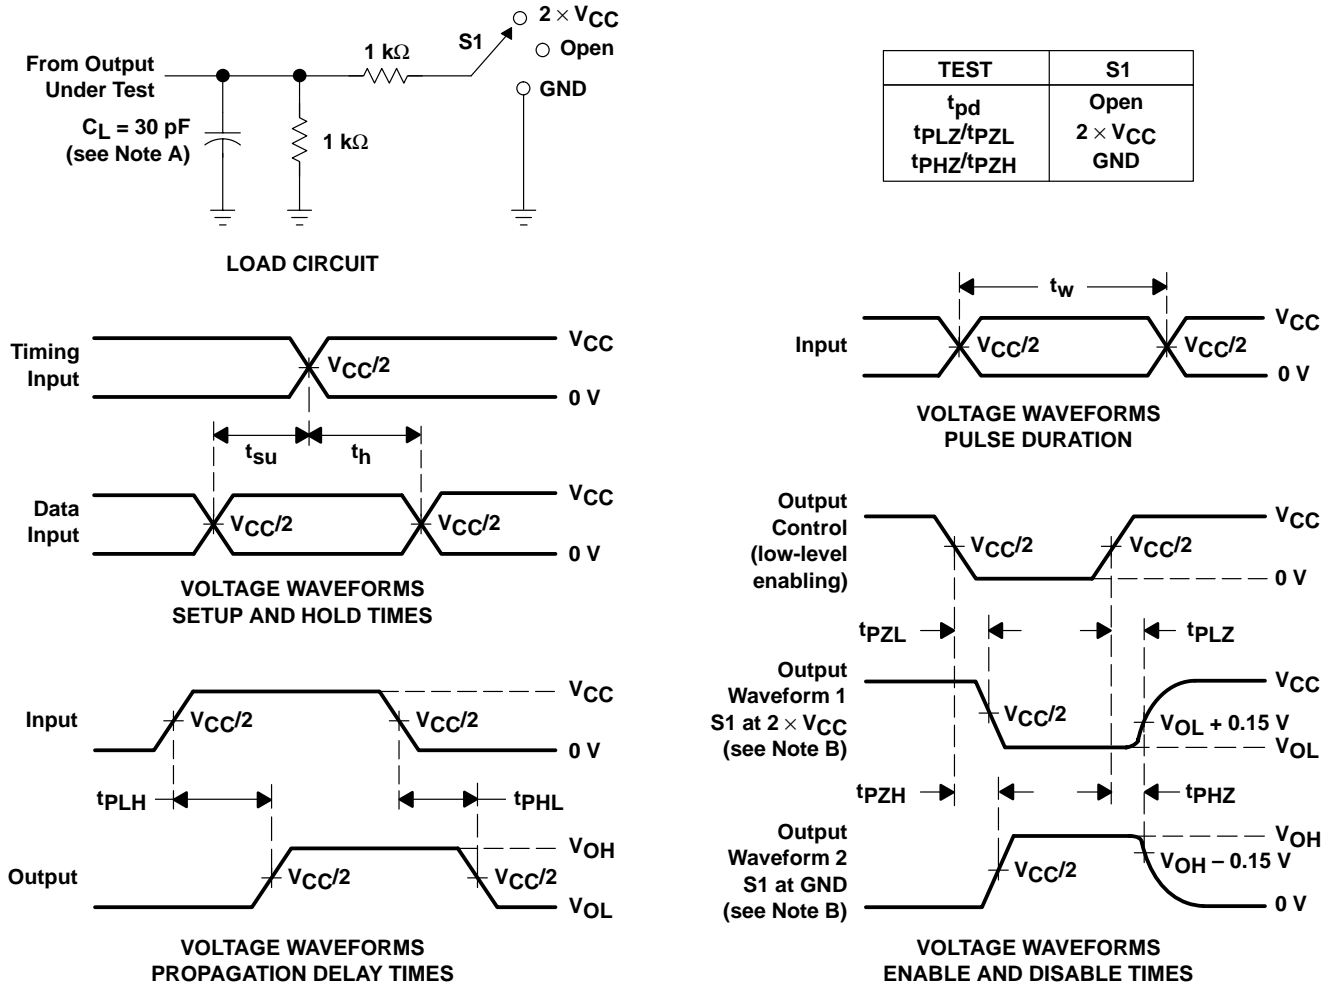 From Output
Under Test
C_L = 30 pF
(see Note A)
1 kΩ
1 kΩ
S1
2 × V_CC
Open
GND
LOAD CIRCUIT
TEST S1
t_pd Open
t_PLZ/t_PZL 2 × V_CC
t_PHZ/t_PZH GND
Timing
Input
V_CC/2
V_CC
0 V
t_su
t_h
Data
Input
V_CC/2
V_CC/2
V_CC
0 V
VOLTAGE WAVEFORMS
SETUP AND HOLD TIMES
t_w
Input
V_CC/2
V_CC/2
V_CC
0 V
VOLTAGE WAVEFORMS
PULSE DURATION
Input
V_CC/2
V_CC/2
V_CC
0 V
t_PLH
t_PHL
Output
V_CC/2
V_CC/2
V_OH
V_OL
VOLTAGE WAVEFORMS
PROPAGATION DELAY TIMES
Output
Control
(low-level
enabling)
V_CC/2
V_CC/2
V_CC
0 V
t_PZL
t_PLZ
Output
Waveform 1
S1 at 2 × V_CC
(see Note B)
V_CC/2
V_CC
V_OL + 0.15 V
V_OL
t_PZH
t_PHZ
Output
Waveform 2
S1 at GND
(see Note B)
V_CC/2
V_OH
V_OH − 0.15 V
0 V
VOLTAGE WAVEFORMS
ENABLE AND DISABLE TIMES